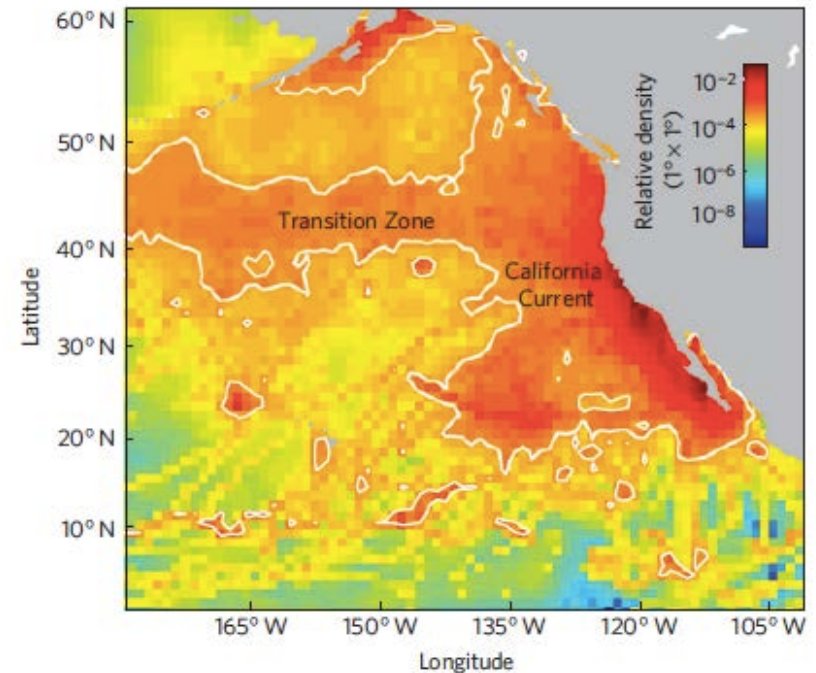 60° N
50° N
40° N
30° N
20° N
10° N
Latitude
165° W
150° W
135° W
120° W
105° W
Longitude
Transition Zone
California
Current
Relative density
(1° × 1°)
10⁻²
10⁻⁴
10⁻⁶
10⁻⁸